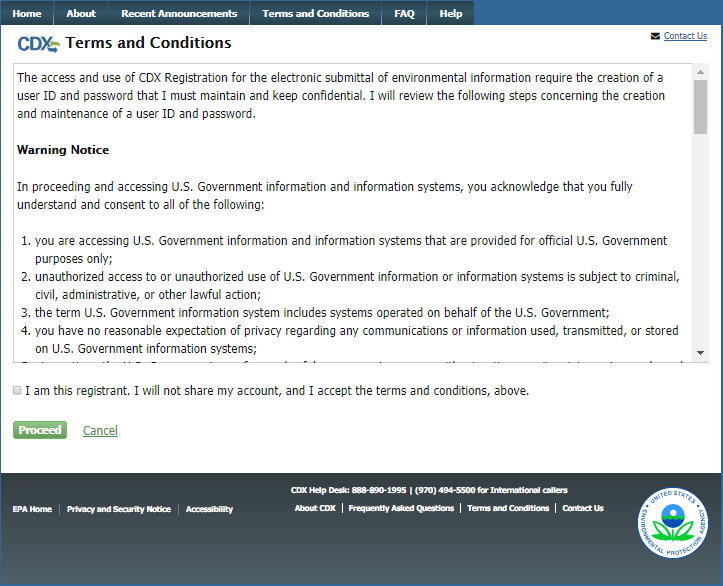 Home About Recent Announcements Terms and Conditions FAQ Help
Contact Us
CDX Terms and Conditions
The access and use of CDX Registration for the electronic submittal of environmental information require the creation of a
user ID and password that I must maintain and keep confidential. I will review the following steps concerning the creation
and maintenance of a user ID and password.
Warning Notice
In proceeding and accessing U.S. Government information and information systems, you acknowledge that you fully
understand and consent to all of the following:
1. you are accessing U.S. Government information and information systems that are provided for official U.S. Government
purposes only;
2. unauthorized access to or unauthorized use of U.S. Government information or information systems is subject to criminal,
civil, administrative, or other lawful action;
3. the term U.S. Government information system includes systems operated on behalf of the U.S. Government;
4. you have no reasonable expectation of privacy regarding any communications or information used, transmitted, or stored
on U.S. Government information systems;
I am this registrant. I will not share my account, and I accept the terms and conditions, above.
Proceed Cancel
CDX Help Desk: 888-890-1995 | (970) 494-5500 for International callers
EPA Home | Privacy and Security Notice | Accessibility
About CDX | Frequently Asked Questions | Terms and Conditions | Contact Us
UNITED STATES
ENVIRONMENTAL PROTECTION AGENCY